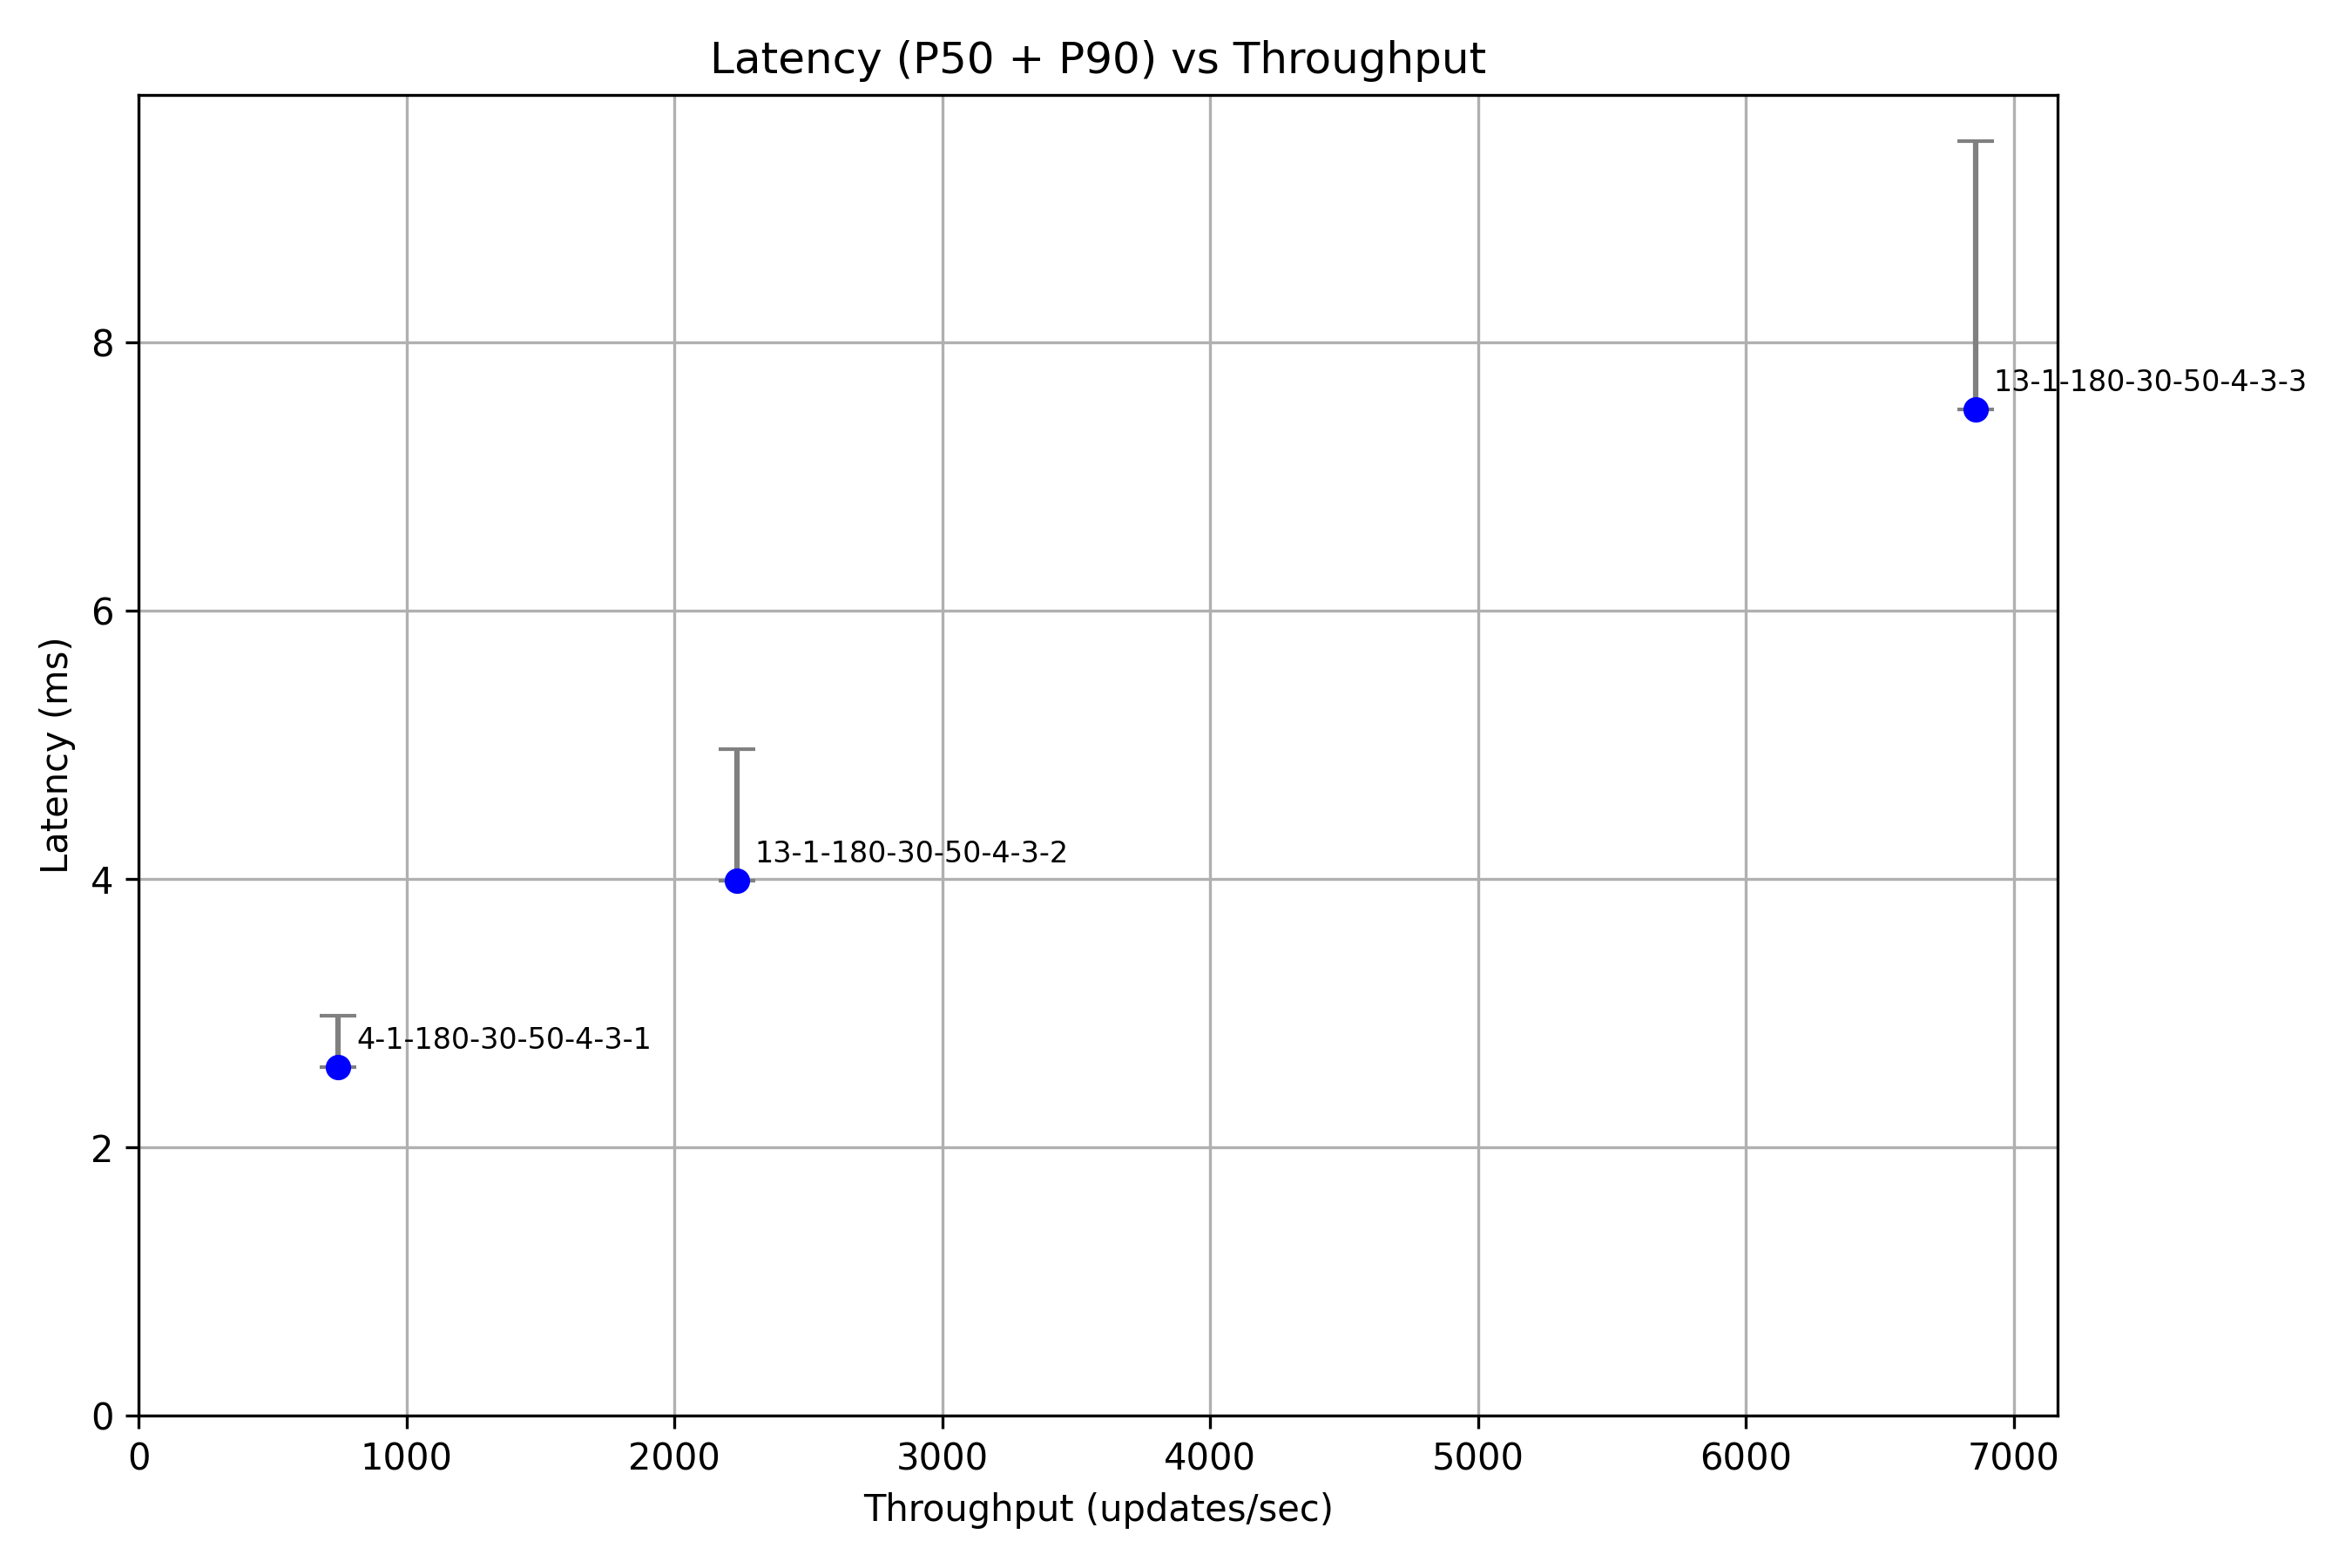 Latency (P50 + P90) vs Throughput
8
6
4
2
0
Latency (ms)
13-1-180-30-50-4-3-3
13-1-180-30-50-4-3-2
4-1-180-30-50-4-3-1
0 1000 2000 3000 4000 5000 6000 7000
Throughput (updates/sec)